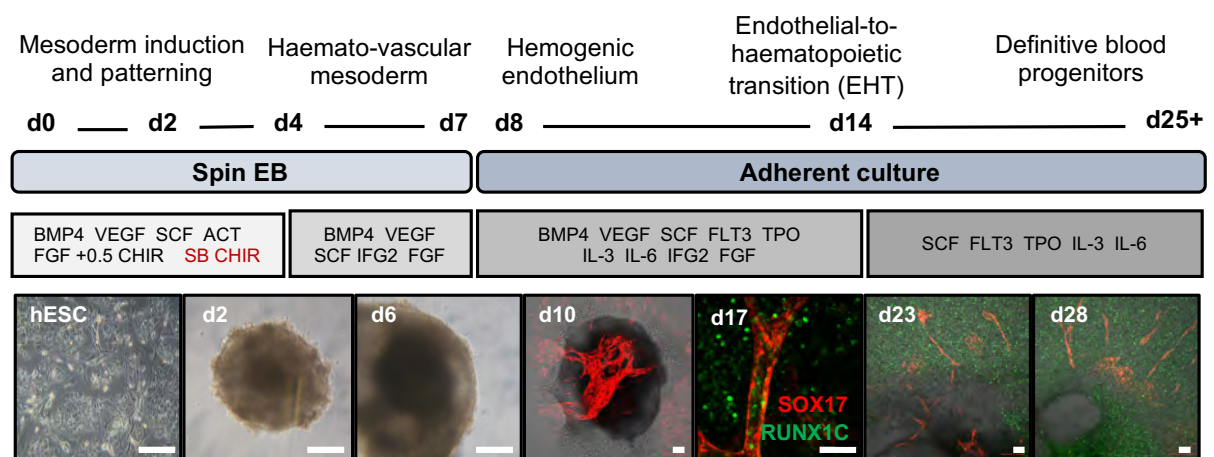 Mesoderm induction
and patterning
Haemato-vascular
mesoderm
Hemogenic
endothelium
Endothelial-to-
haematopoietic
transition (EHT)
Definitive blood
progenitors
d0 d2 d4 d7 d8 d14 d25+
Spin EB
Adherent culture
BMP4 VEGF SCF ACT
FGF +0.5 CHIR SB CHIR
BMP4 VEGF
SCF IFG2 FGF
BMP4 VEGF SCF FLT3 TPO
IL-3 IL-6 IFG2 FGF
SCF FLT3 TPO IL-3 IL-6
hESC
d2
d6
d10
d17
SOX17
RUNX1C
d23
d28